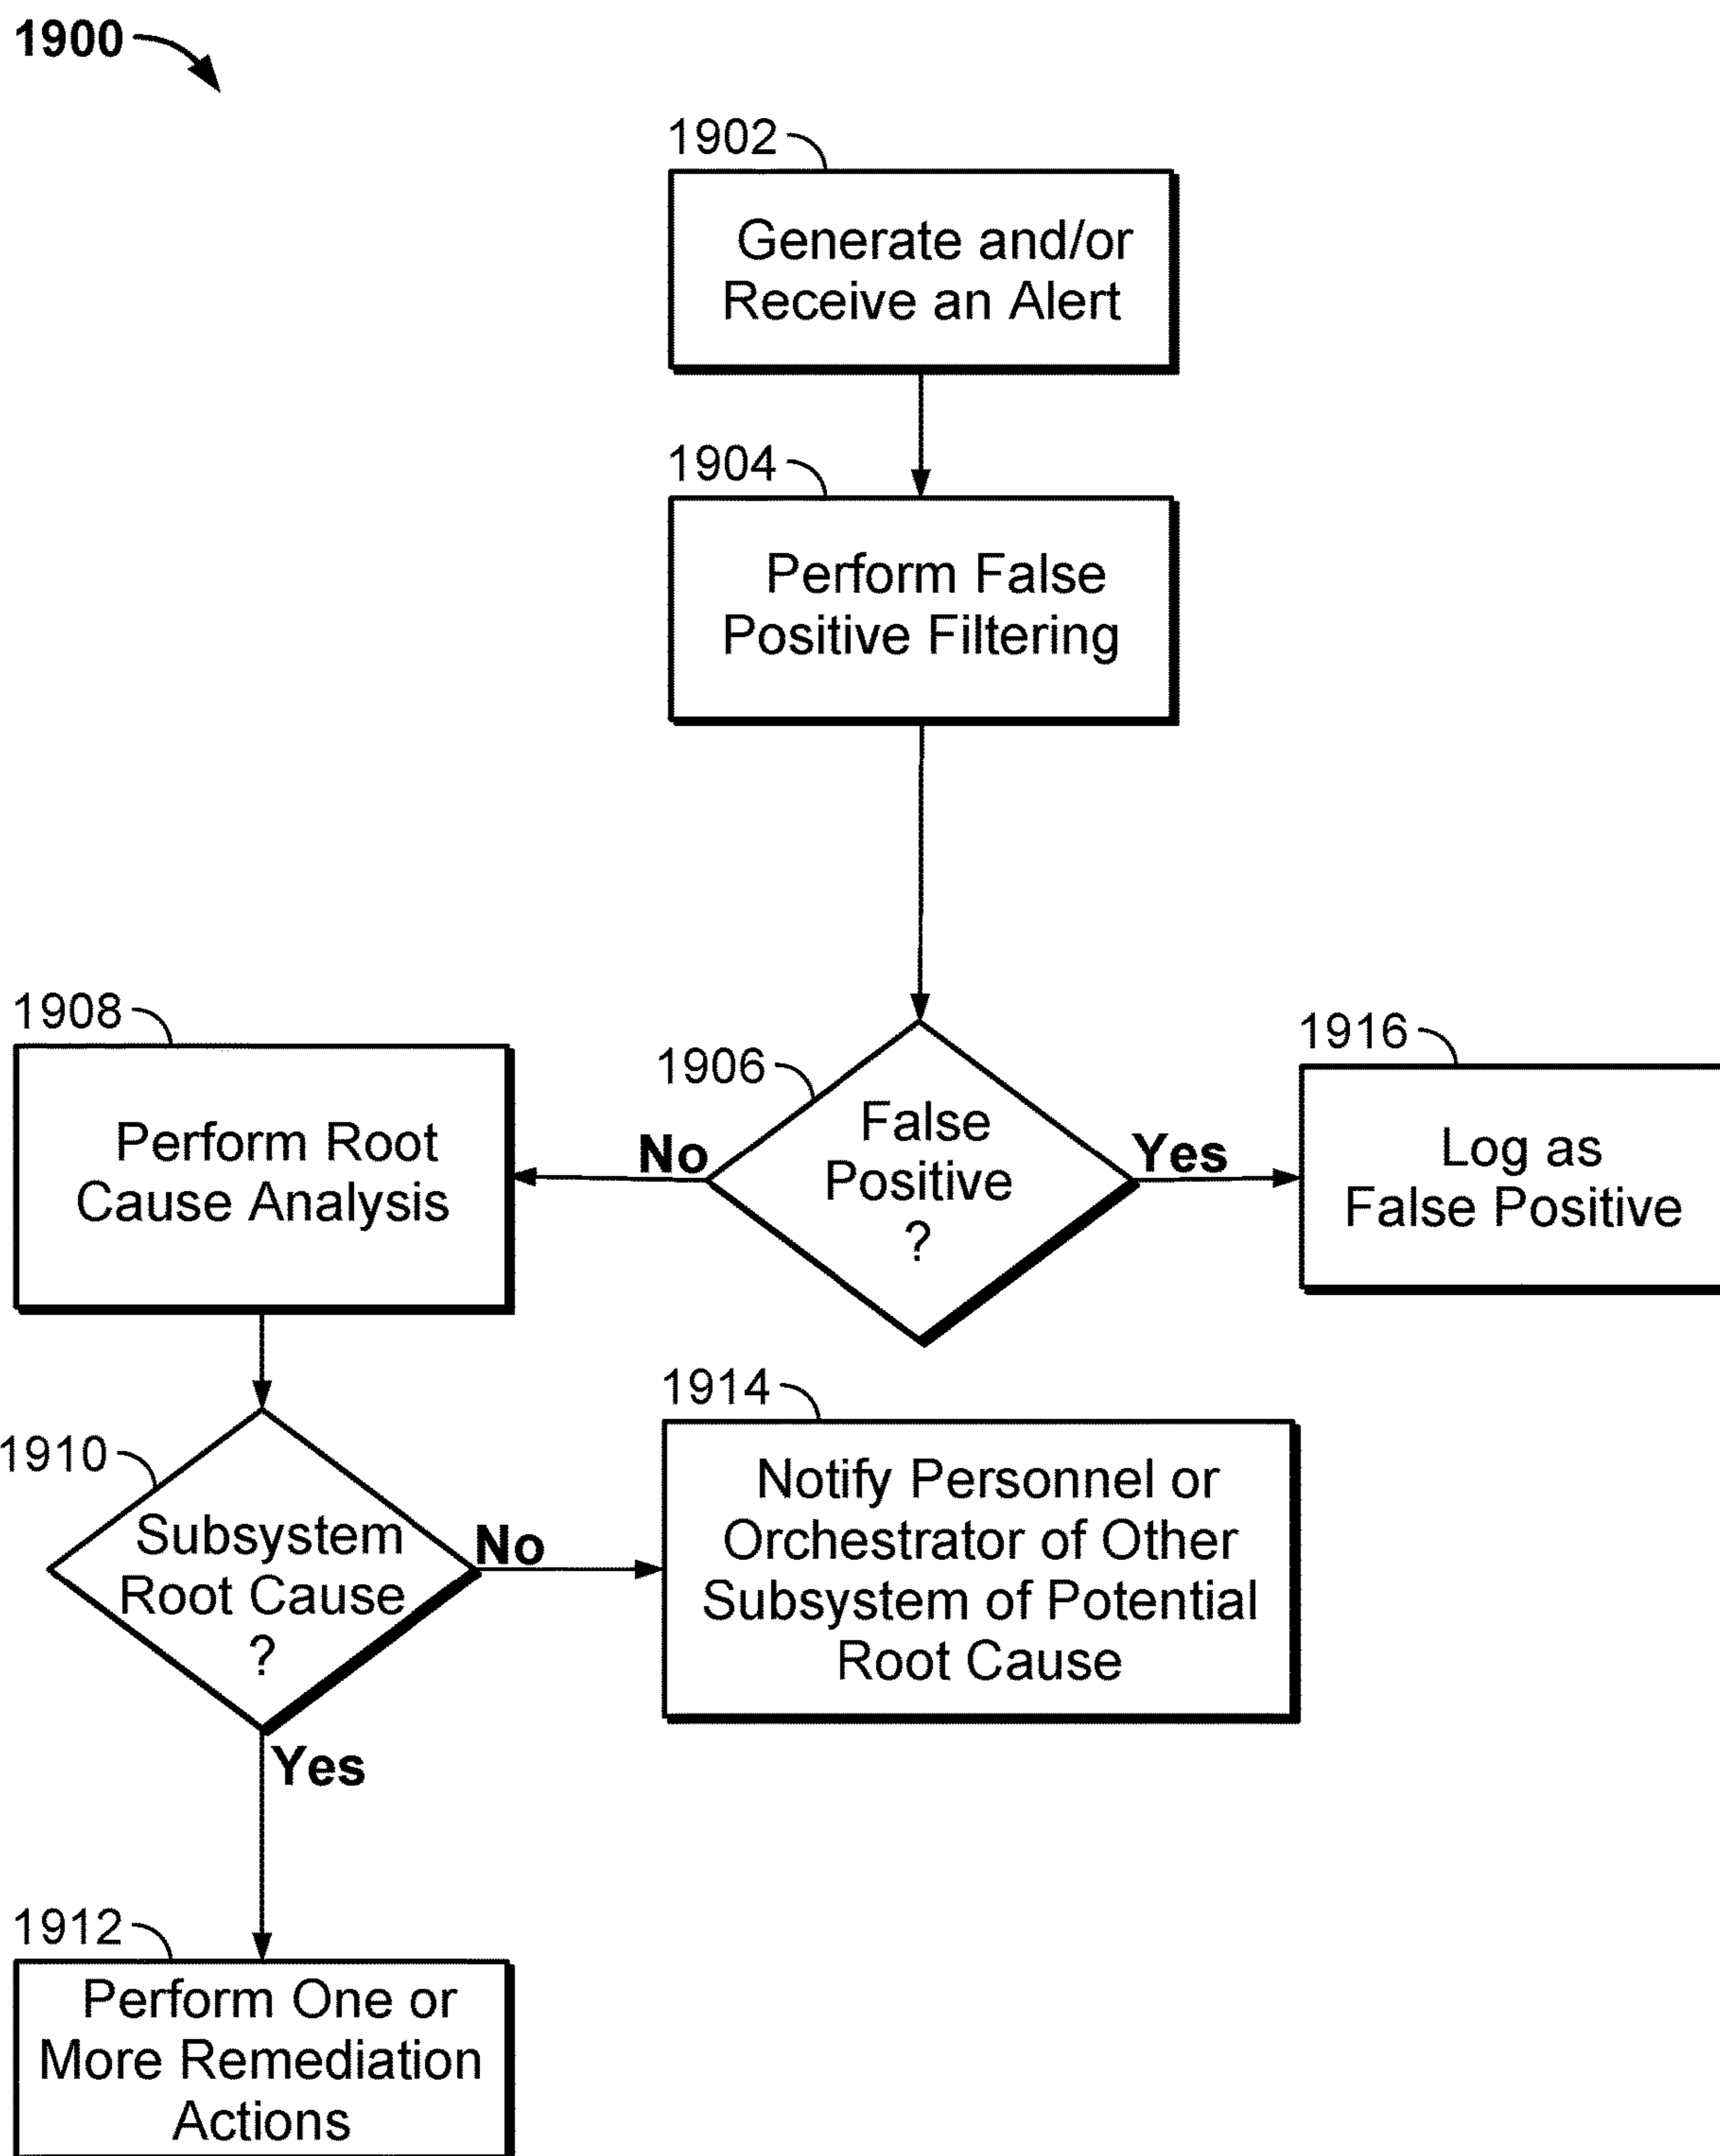 1900
1902
Generate and/or
Receive an Alert
1904
Perform False
Positive Filtering
1906
False
Positive
?
No
Yes
1908
Perform Root
Cause Analysis
1916
Log as
False Positive
1910
Subsystem
Root Cause
?
No
Yes
1914
Notify Personnel or
Orchestrator of Other
Subsystem of Potential
Root Cause
1912
Perform One or
More Remediation
Actions